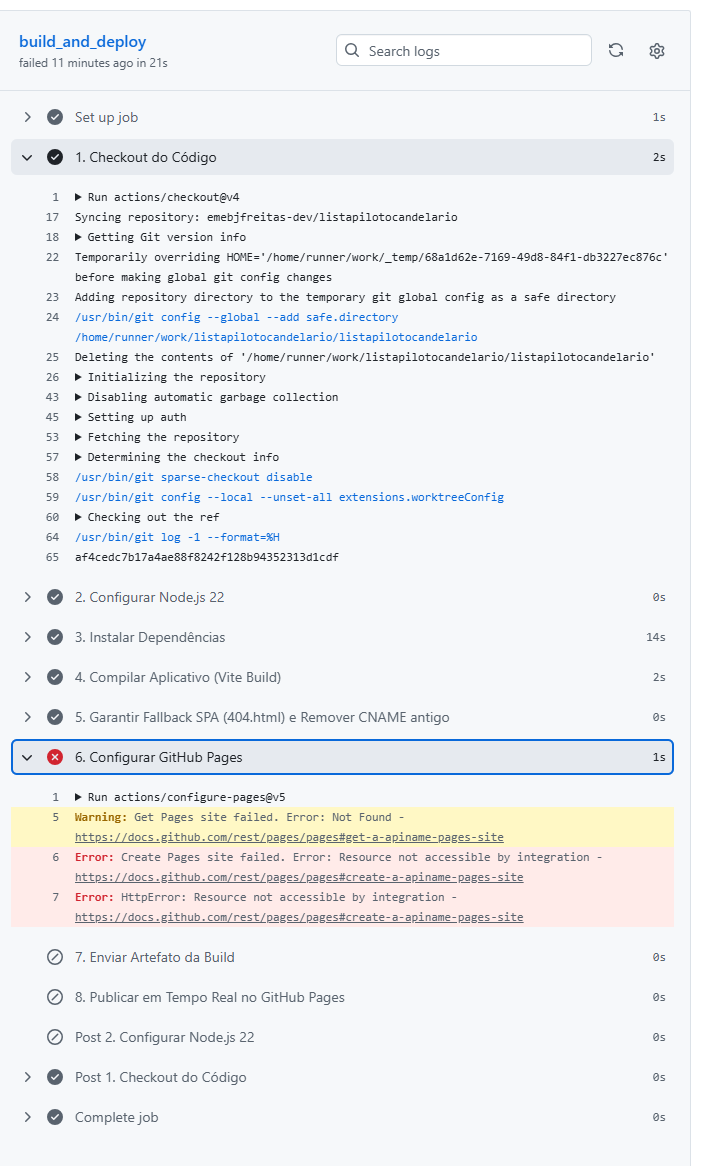 build_and_deploy
failed 11 minutes ago in 21s
Search logs
Set up job 1s
1. Checkout do Código 2s
1 ▶ Run actions/checkout@v4
17 Syncing repository: emebjfreitas-dev/listapilotocandelario
18 ▶ Getting Git version info
22 Temporarily overriding HOME='/home/runner/work/_temp/68a1d62e-7169-49d8-84f1-db3227ec876c'
before making global git config changes
23 Adding repository directory to the temporary git global config as a safe directory
24 /usr/bin/git config --global --add safe.directory
/home/runner/work/listapilotocandelario/listapilotocandelario
25 Deleting the contents of '/home/runner/work/listapilotocandelario/listapilotocandelario'
26 ▶ Initializing the repository
43 ▶ Disabling automatic garbage collection
45 ▶ Setting up auth
53 ▶ Fetching the repository
57 ▶ Determining the checkout info
58 /usr/bin/git sparse-checkout disable
59 /usr/bin/git config --local --unset-all extensions.worktreeConfig
60 ▶ Checking out the ref
64 /usr/bin/git log -1 --format=%H
65 af4cedc7b17a4ae88f8242f128b94352313d1cdf
2. Configurar Node.js 22 0s
3. Instalar Dependências 14s
4. Compilar Aplicativo (Vite Build) 2s
5. Garantir Fallback SPA (404.html) e Remover CNAME antigo 0s
6. Configurar GitHub Pages 1s
1 ▶ Run actions/configure-pages@v5
5 Warning: Get Pages site failed. Error: Not Found -
https://docs.github.com/rest/pages/pages#get-a-apiname-pages-site
6 Error: Create Pages site failed. Error: Resource not accessible by integration -
https://docs.github.com/rest/pages/pages#create-a-apiname-pages-site
7 Error: HttpError: Resource not accessible by integration -
https://docs.github.com/rest/pages/pages#create-a-apiname-pages-site
7. Enviar Artefato da Build 0s
8. Publicar em Tempo Real no GitHub Pages 0s
Post 2. Configurar Node.js 22 0s
Post 1. Checkout do Código 0s
Complete job 0s